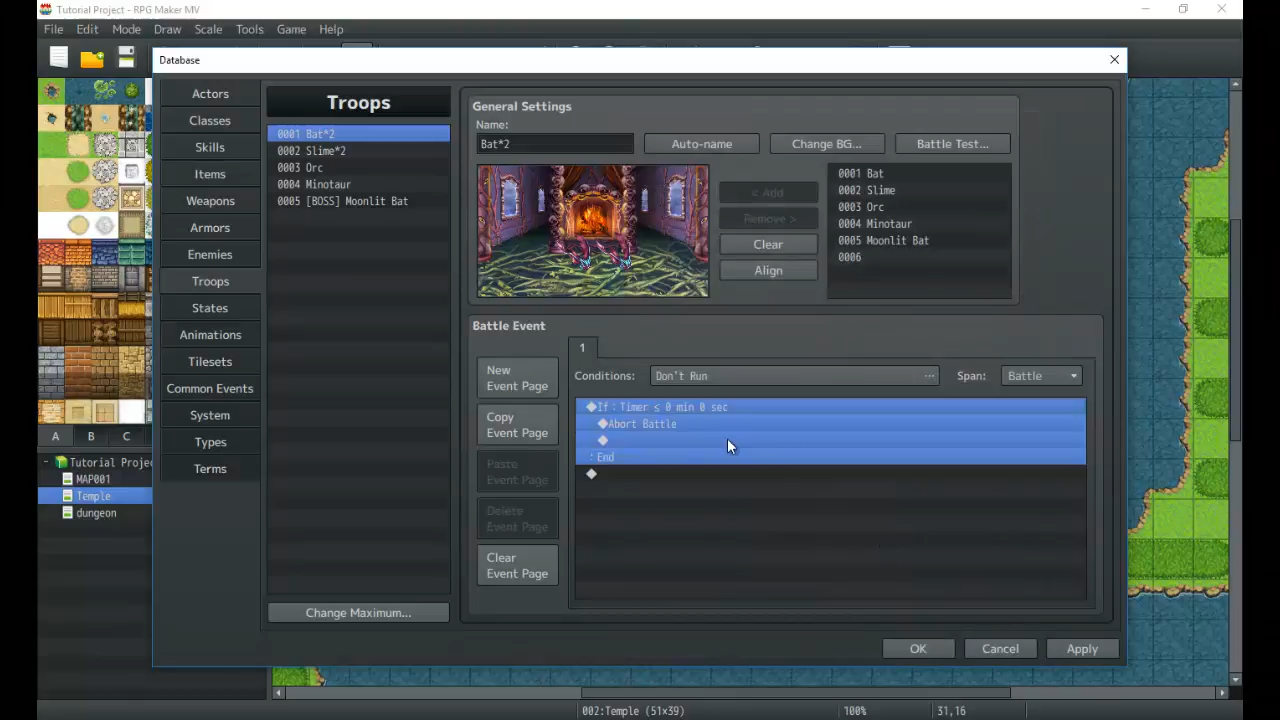 Tutorial Project - RPG Maker MV
File Edit Mode Draw Scale Tools Game Help
Database
Actors
Classes
Skills
Items
Weapons
Armors
Enemies
Troops
States
Animations
Tilesets
Common Events
System
Types
Terms
Troops
0001 Bat*2
0002 Slime*2
0003 Orc
0004 Minotaur
0005 [BOSS] Moonlit Bat
Change Maximum...
General Settings
Name:
Bat*2
Auto-name
Change BG...
Battle Test...
< Add
Remove >
Clear
Align
0001 Bat
0002 Slime
0003 Orc
0004 Minotaur
0005 Moonlit Bat
0006
Battle Event
1
New
Event Page
Copy
Event Page
Paste
Event Page
Delete
Event Page
Clear
Event Page
Conditions: Don't Run ... Span: Battle
◆If : Timer ≤ 0 min 0 sec
◆Abort Battle
◆
: End
◆
OK
Cancel
Apply
A B C
Tutorial Projec
MAP001
Temple
dungeon
002:Temple (51x39) 100% 31,16